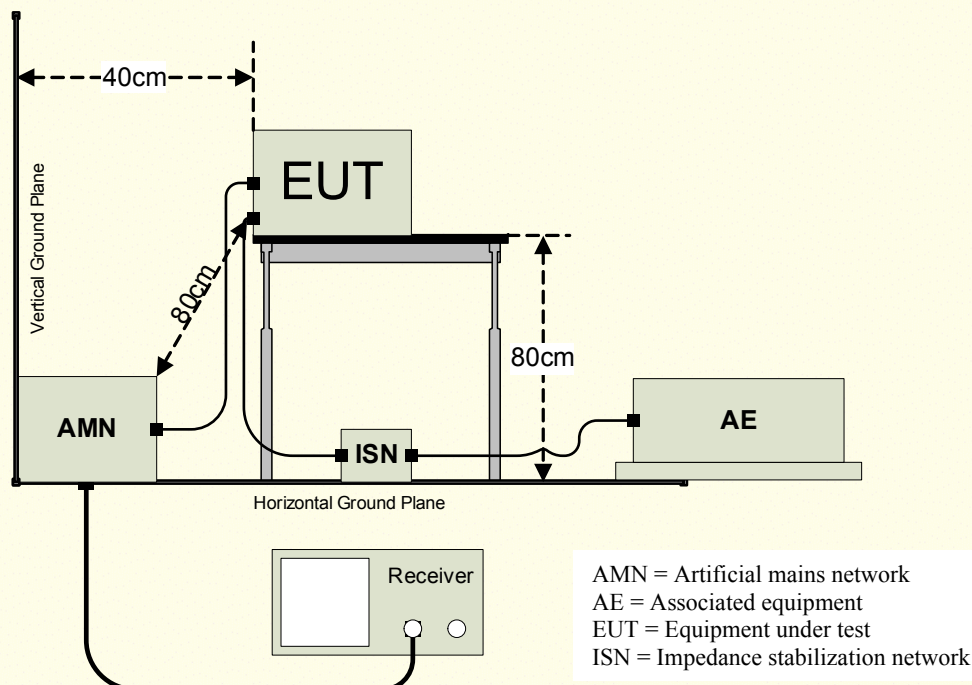 40cm
EUT
Vertical Ground Plane
80cm
80cm
AMN
ISN
AE
Horizontal Ground Plane
Receiver
AMN = Artificial mains network
AE = Associated equipment
EUT = Equipment under test
ISN = Impedance stabilization network